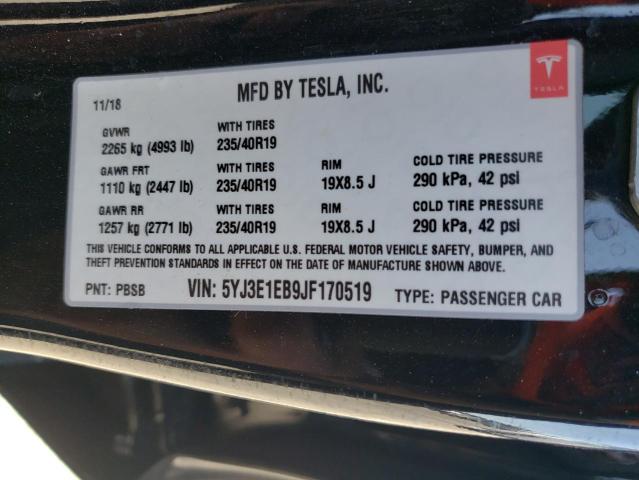 MFD BY TESLA, INC.
TESLA
11/18
GVWR WITH TIRES
2265 kg (4993 lb) 235/40R19
GAWR FRT WITH TIRES RIM COLD TIRE PRESSURE
1110 kg (2447 lb) 235/40R19 19X8.5 J 290 kPa, 42 psi
GAWR RR WITH TIRES RIM COLD TIRE PRESSURE
1257 kg (2771 lb) 235/40R19 19X8.5 J 290 kPa, 42 psi
THIS VEHICLE CONFORMS TO ALL APPLICABLE U.S. FEDERAL MOTOR VEHICLE SAFETY, BUMPER, AND
THEFT PREVENTION STANDARDS IN EFFECT ON THE DATE OF MANUFACTURE SHOWN ABOVE.
PNT: PBSB VIN: 5YJ3E1EB9JF170519 TYPE: PASSENGER CAR